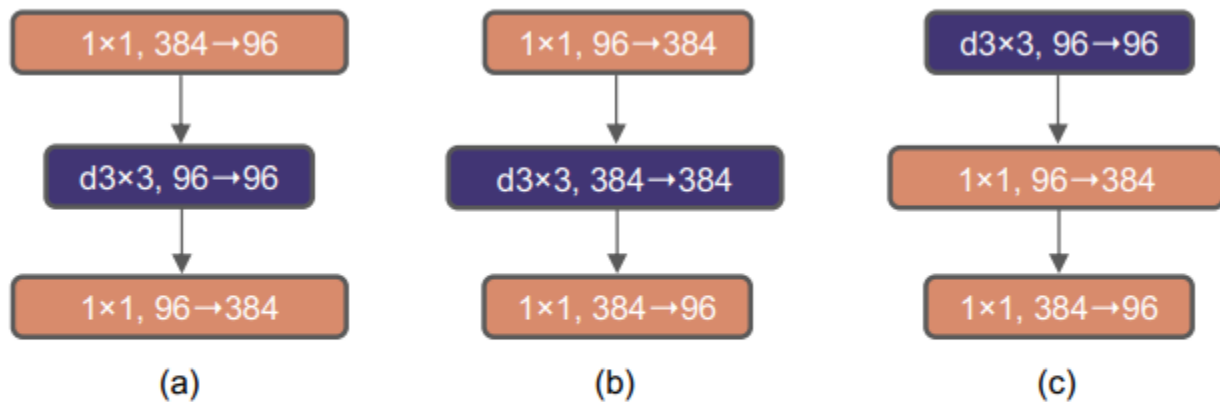 1×1, 384→96
d3×3, 96→96
1×1, 96→384
(a)
1×1, 96→384
d3×3, 384→384
1×1, 384→96
(b)
d3×3, 96→96
1×1, 96→384
1×1, 384→96
(c)